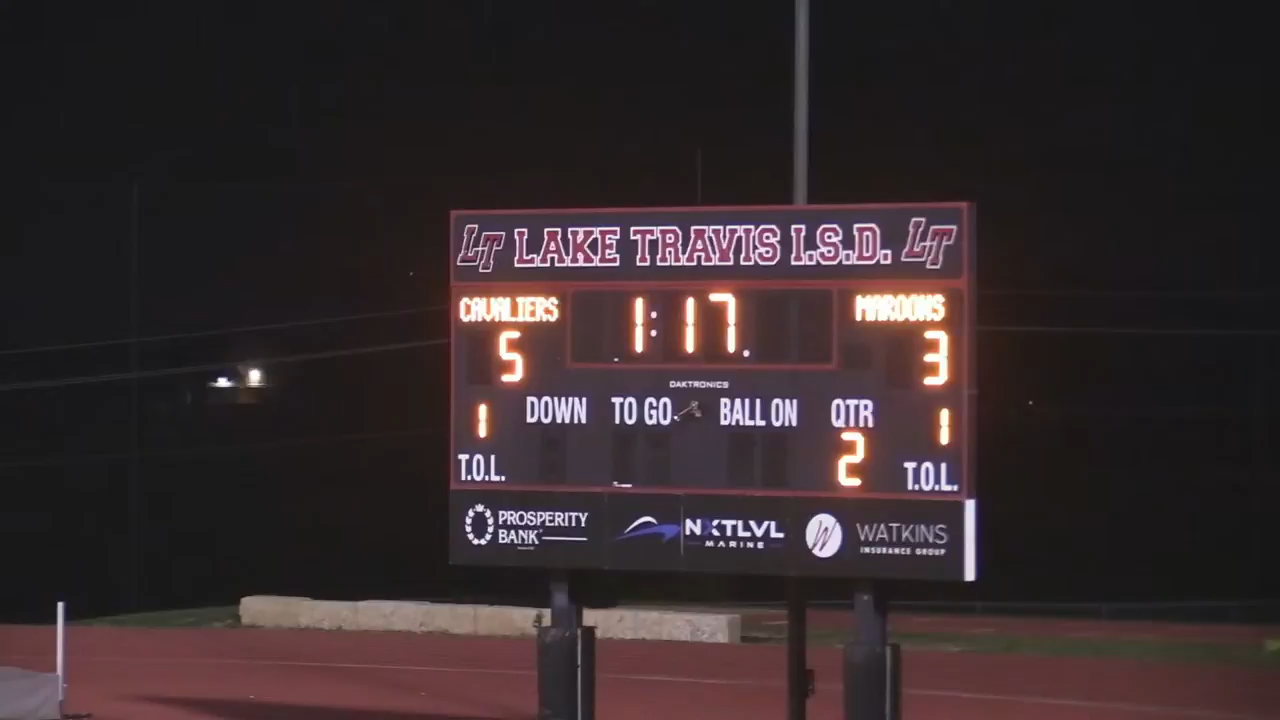 LT LAKE TRAVIS I.S.D. LT
CAVALIERS 1:17 MAROONS
5 3
DAKTRONICS
1 DOWN TO GO BALL ON QTR 1
T.O.L. 2 T.O.L.
PROSPERITY BANK
NXTLVL MARINE
W WATKINS INSURANCE GROUP